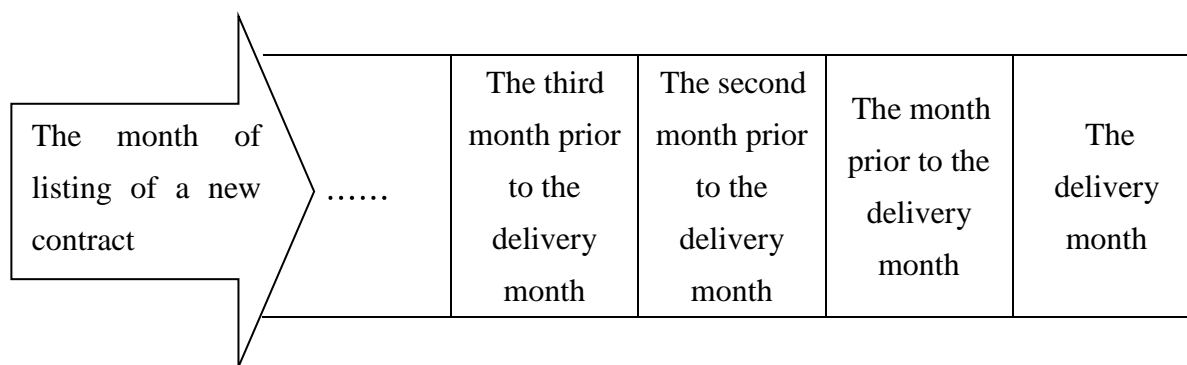 The month of
listing of a new
contract
……
The third
month prior
to the
delivery
month
The second
month prior
to the
delivery
month
The month
prior to the
delivery
month
The
delivery
month